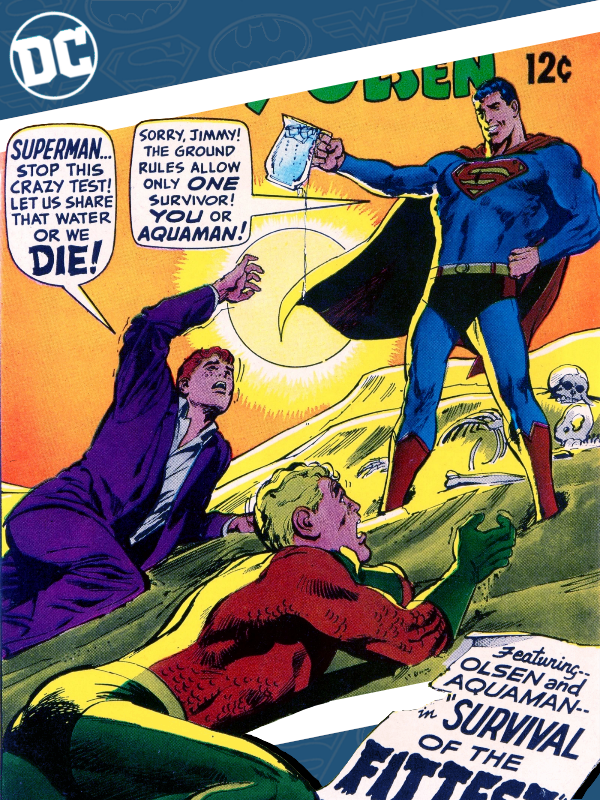 DC
OLSEN
12¢
SUPERMAN...
STOP THIS
CRAZY TEST!
LET US SHARE
THAT WATER
OR WE
DIE!
SORRY, JIMMY!
THE GROUND
RULES ALLOW
ONLY ONE
SURVIVOR!
YOU OR
AQUAMAN!
S
Featuring--
OLSEN and
AQUAMAN--
in "SURVIVAL
OF THE
FITTEST"